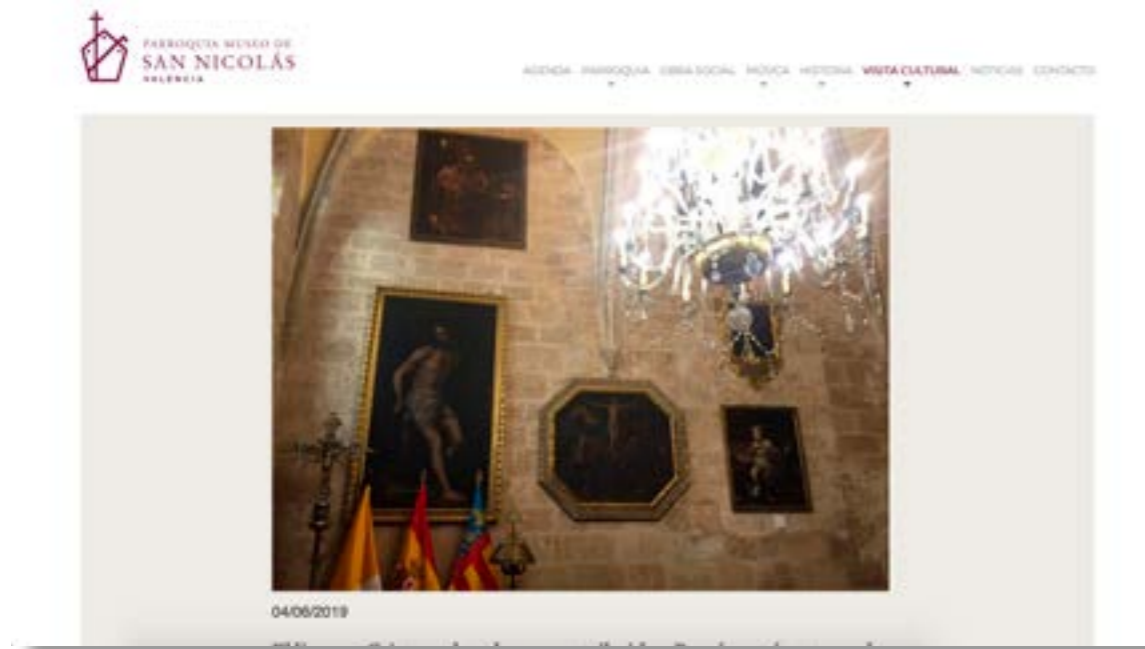 PARROQUIA MUSEO DE
SAN NICOLÁS
VALENCIA
AGENDA PARROQUIA OBRA SOCIAL MÚSICA HISTORIA VISITA CULTURAL NOTICIAS CONTACTO
04/06/2019